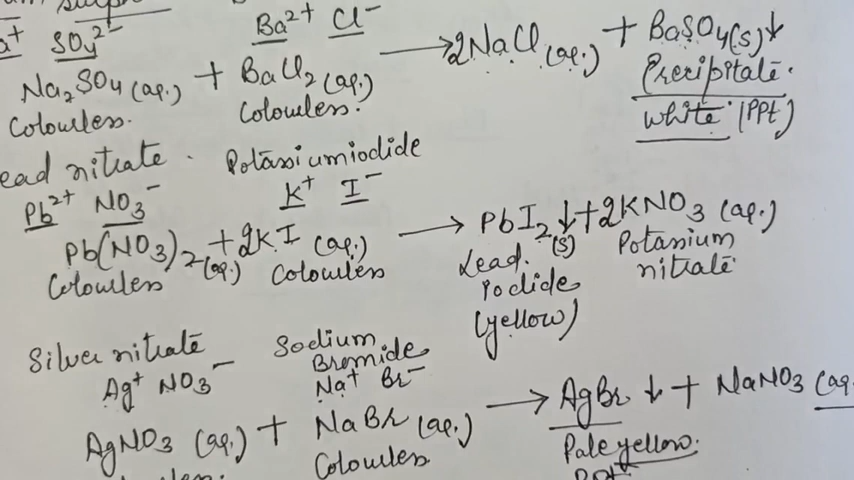 SO₄²⁻ Ba²⁺ Cl⁻
Na₂SO₄ (aq.) + BaCl₂ (aq.) ⟶ 2NaCl (aq.) + BaSO₄(s)↓
Colourless. Colourless. Precipitate.
white (PPt)
ead nitrate. Potassiumiodide
Pb²⁺ NO₃⁻ K⁺ I⁻
Pb(NO₃)₂ (aq.) + 2KI (aq.) ⟶ PbI₂↓ (s) + 2KNO₃ (aq.)
Colourless Colourless Lead. Potassium
iodide nitrate
(yellow)
Silver nitrate Sodium
Bromide
Ag⁺ NO₃⁻ Na⁺ Br⁻
AgNO₃ (aq.) + NaBr (aq.) ⟶ AgBr ↓ + NaNO₃ (aq.
Colourless Pale yellow.